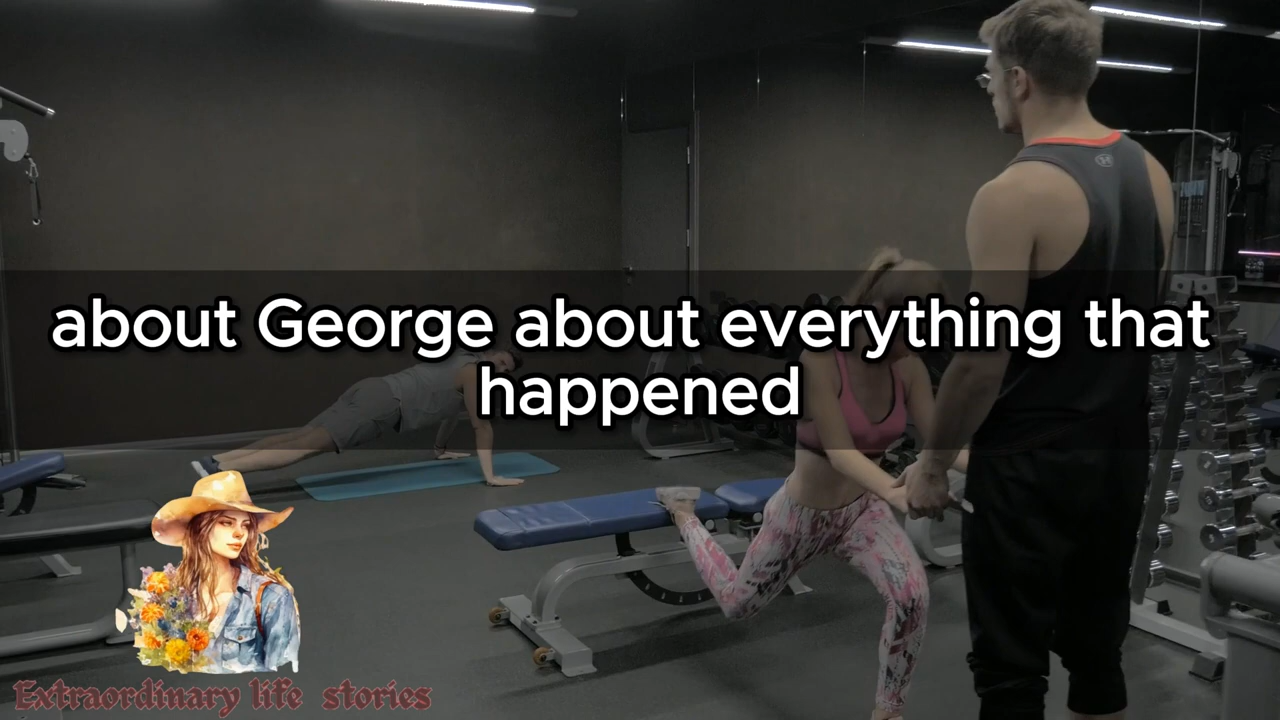 about George about everything that
happened
Extraordinary life stories